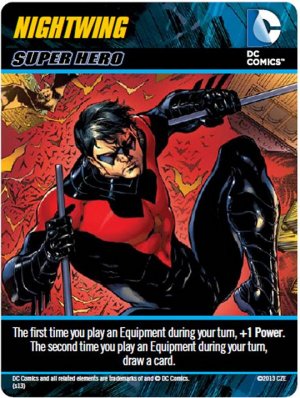 NIGHTWING
SUPER HERO
DC
DC
COMICS™
The first time you play an Equipment during your turn, +1 Power.
The second time you play an Equipment during your turn,
draw a card.
DC Comics and all related elements are trademarks of and © DC Comics.
(s13)
©2013 CZE